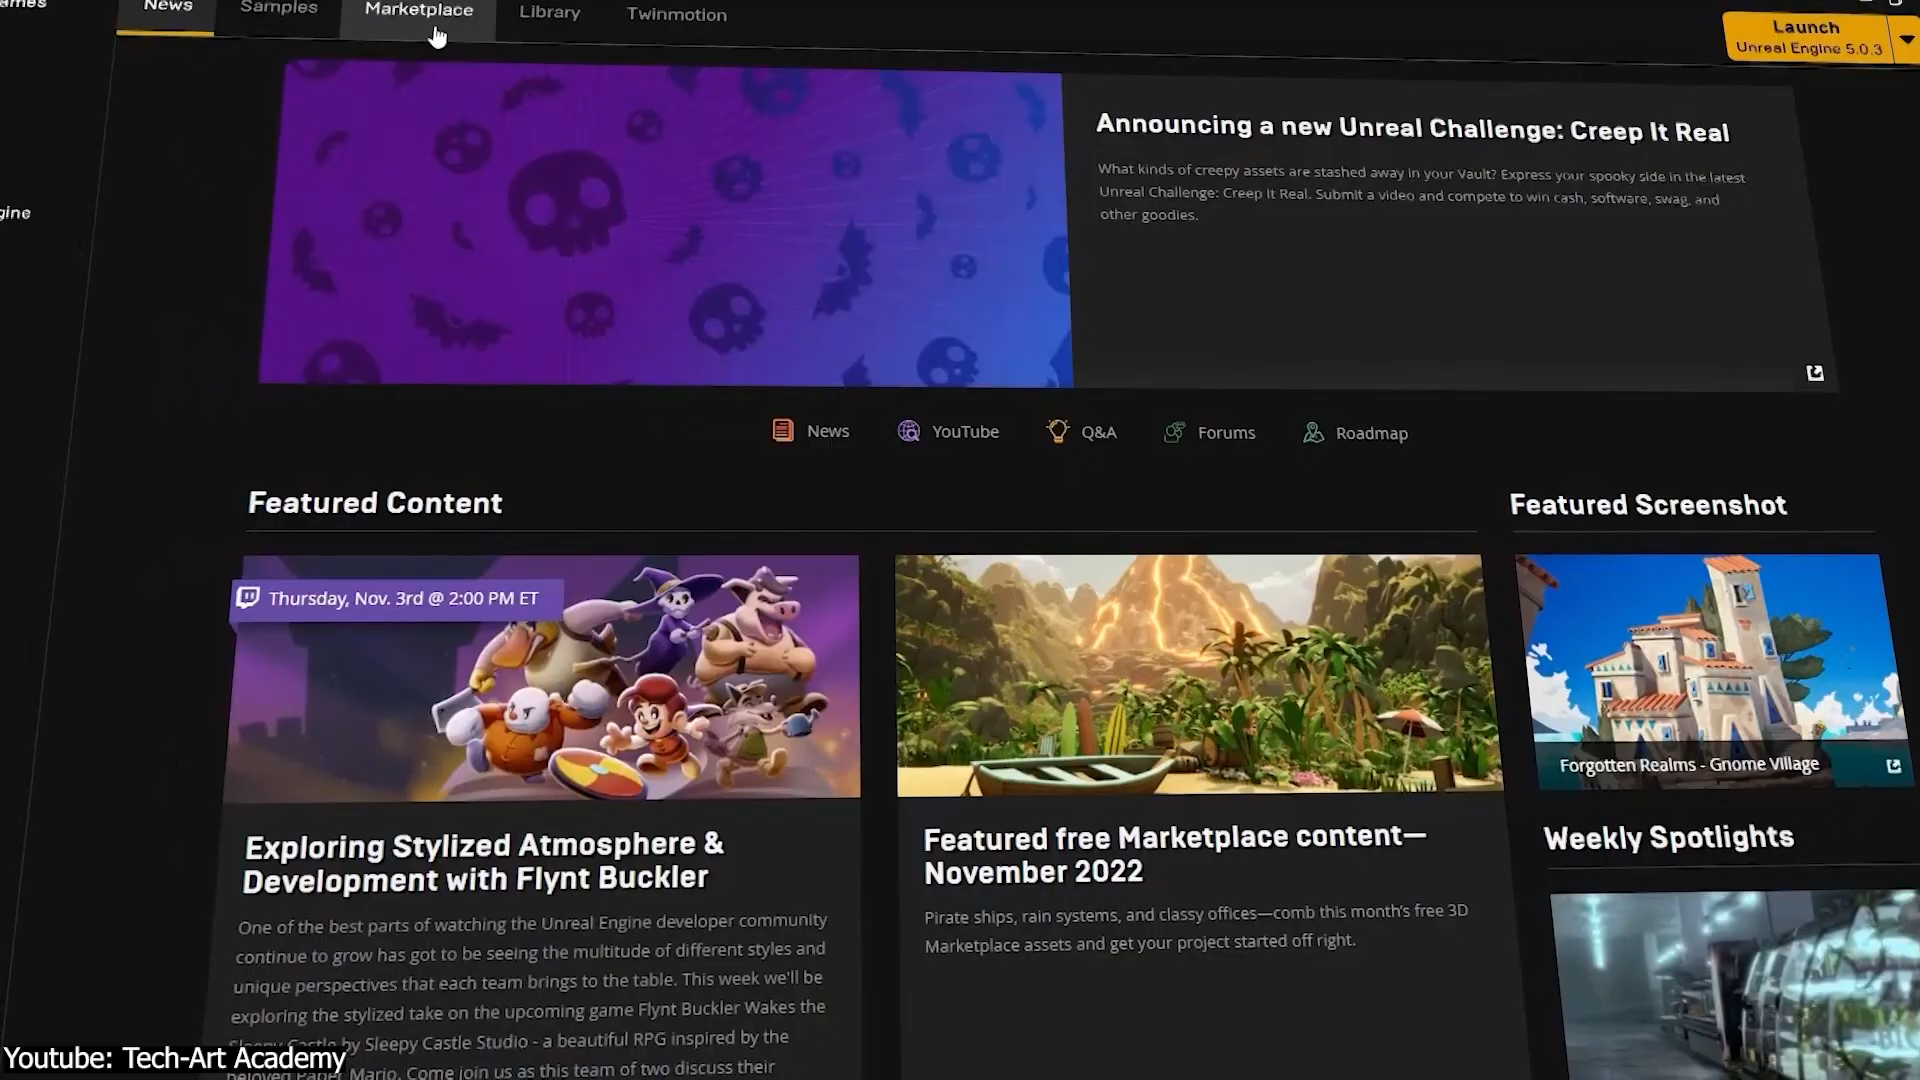 News
Samples
Marketplace
Library
Twinmotion
Launch
Unreal Engine 5.0.3
Announcing a new Unreal Challenge: Creep It Real
What kinds of creepy assets are stashed away in your Vault? Express your spooky side in the latest
Unreal Challenge: Creep It Real. Submit a video and compete to win cash, software, swag, and
other goodies.
News
YouTube
Q&A
Forums
Roadmap
Featured Content
Featured Screenshot
Thursday, Nov. 3rd @ 2:00 PM ET
Forgotten Realms - Gnome Village
Exploring Stylized Atmosphere &
Development with Flynt Buckler
One of the best parts of watching the Unreal Engine developer community
continue to grow has got to be seeing the multitude of different styles and
unique perspectives that each team brings to the table. This week we'll be
exploring the stylized take on the upcoming game Flynt Buckler Wakes the
Sleepy Castle by Sleepy Castle Studio - a beautiful RPG inspired by the
beloved Paper Mario. Come join us as this team of two discuss their
Featured free Marketplace content—
November 2022
Pirate ships, rain systems, and classy offices—comb this month's free 3D
Marketplace assets and get your project started off right.
Weekly Spotlights
Youtube: Tech-Art Academy